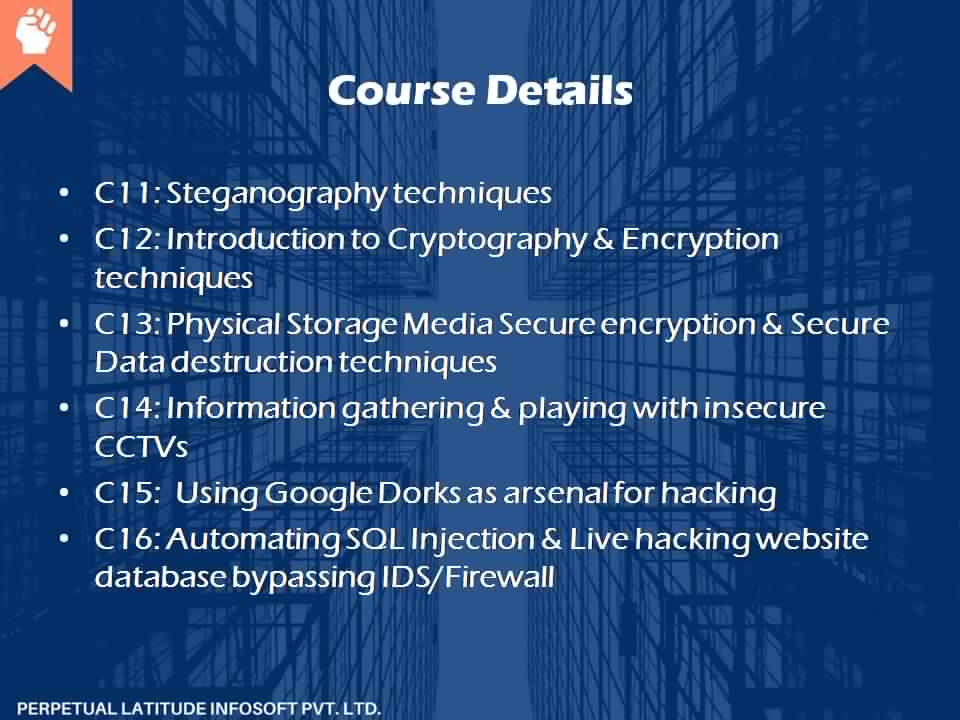 Course Details
• C11: Steganography techniques
• C12: Introduction to Cryptography & Encryption
techniques
• C13: Physical Storage Media Secure encryption & Secure
Data destruction techniques
• C14: Information gathering & playing with insecure
CCTVs
• C15:  Using Google Dorks as arsenal for hacking
• C16: Automating SQL Injection & Live hacking website
database bypassing IDS/Firewall
PERPETUAL LATITUDE INFOSOFT PVT. LTD.